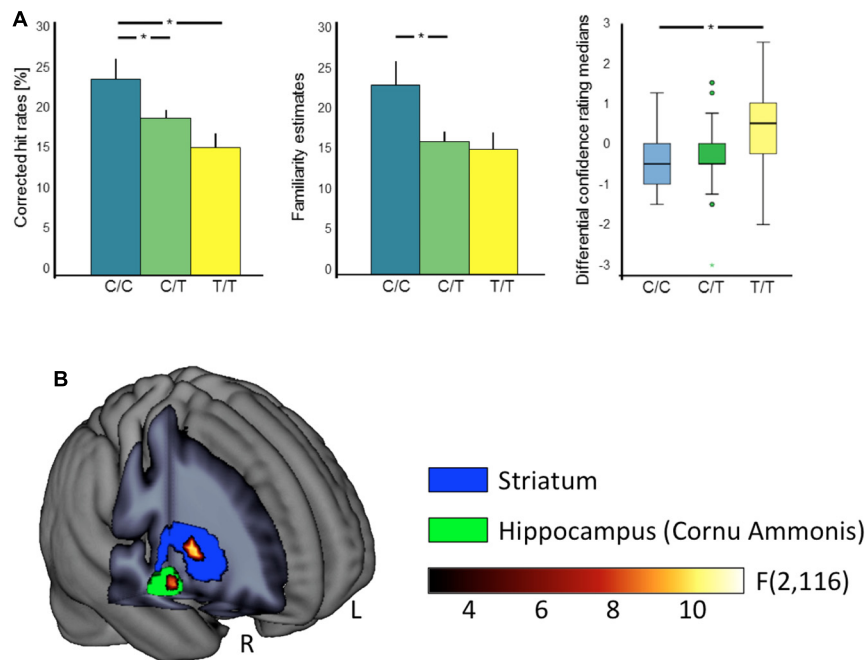 A
Corrected hit rates [%]
30
25
20
15
10
5
0
*
*
C/C C/T T/T
Familiarity estimates
30
25
20
15
10
5
0
*
C/C C/T T/T
Differential confidence rating medians
3
2
1
0
-1
-2
-3
*
C/C C/T T/T
B
R
L
Striatum
Hippocampus (Cornu Ammonis)
F(2,116)
4 6 8 10